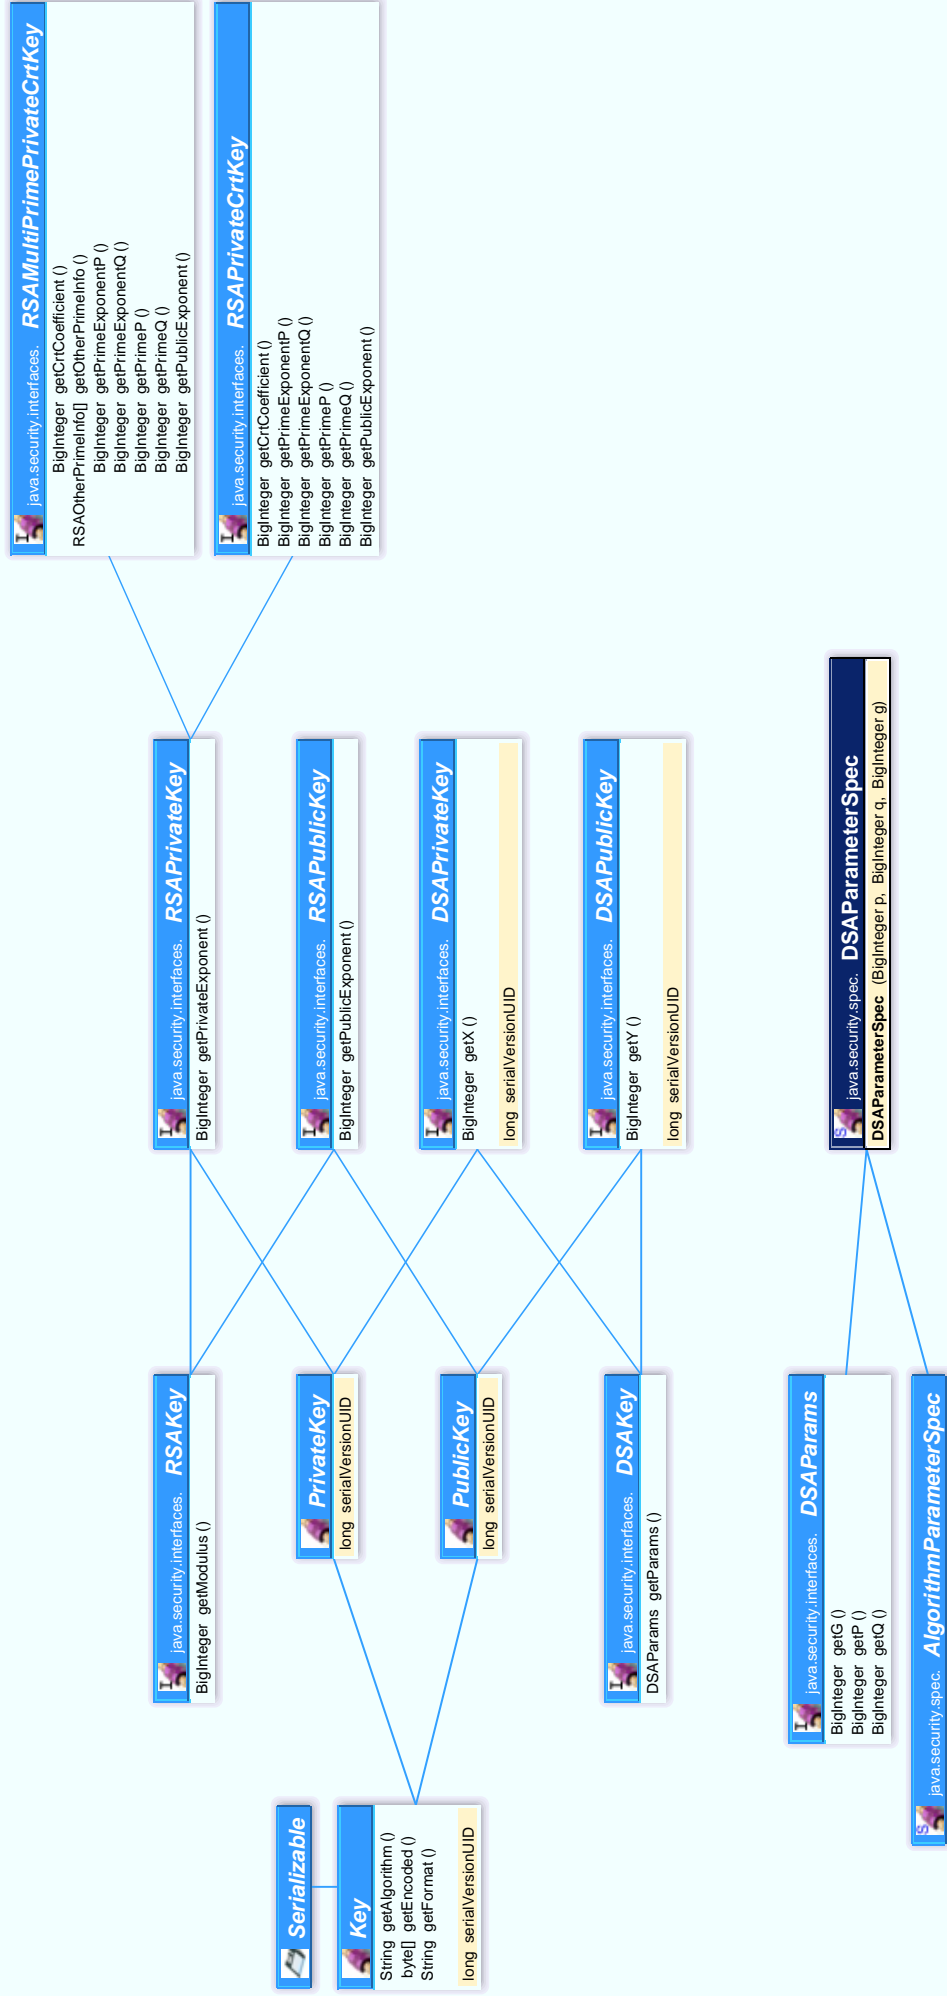 Serializable
Key
String getAlgorithm ()
byte[] getEncoded ()
String getFormat ()
long serialVersionUID
java.security.interfaces. RSAKey
BigInteger getModulus ()
PrivateKey
long serialVersionUID
PublicKey
long serialVersionUID
java.security.interfaces. DSAKey
DSAParams getParams ()
java.security.interfaces. DSAParams
BigInteger getG ()
BigInteger getP ()
BigInteger getQ ()
java.security.spec. AlgorithmParameterSpec
java.security.interfaces. RSAPrivateKey
BigInteger getPrivateExponent ()
java.security.interfaces. RSAPublicKey
BigInteger getPublicExponent ()
java.security.interfaces. DSAPrivateKey
BigInteger getX ()
long serialVersionUID
java.security.interfaces. DSAPublicKey
BigInteger getY ()
long serialVersionUID
java.security.spec. DSAParameterSpec
DSAParameterSpec (BigInteger p, BigInteger q, BigInteger g)
java.security.interfaces. RSAMultiPrimePrivateCrtKey
BigInteger getCrtCoefficient ()
RSAOtherPrimeInfo[] getOtherPrimeInfo ()
BigInteger getPrimeExponentP ()
BigInteger getPrimeExponentQ ()
BigInteger getPrimeP ()
BigInteger getPrimeQ ()
BigInteger getPublicExponent ()
java.security.interfaces. RSAPrivateCrtKey
BigInteger getCrtCoefficient ()
BigInteger getPrimeExponentP ()
BigInteger getPrimeExponentQ ()
BigInteger getPrimeP ()
BigInteger getPrimeQ ()
BigInteger getPublicExponent ()